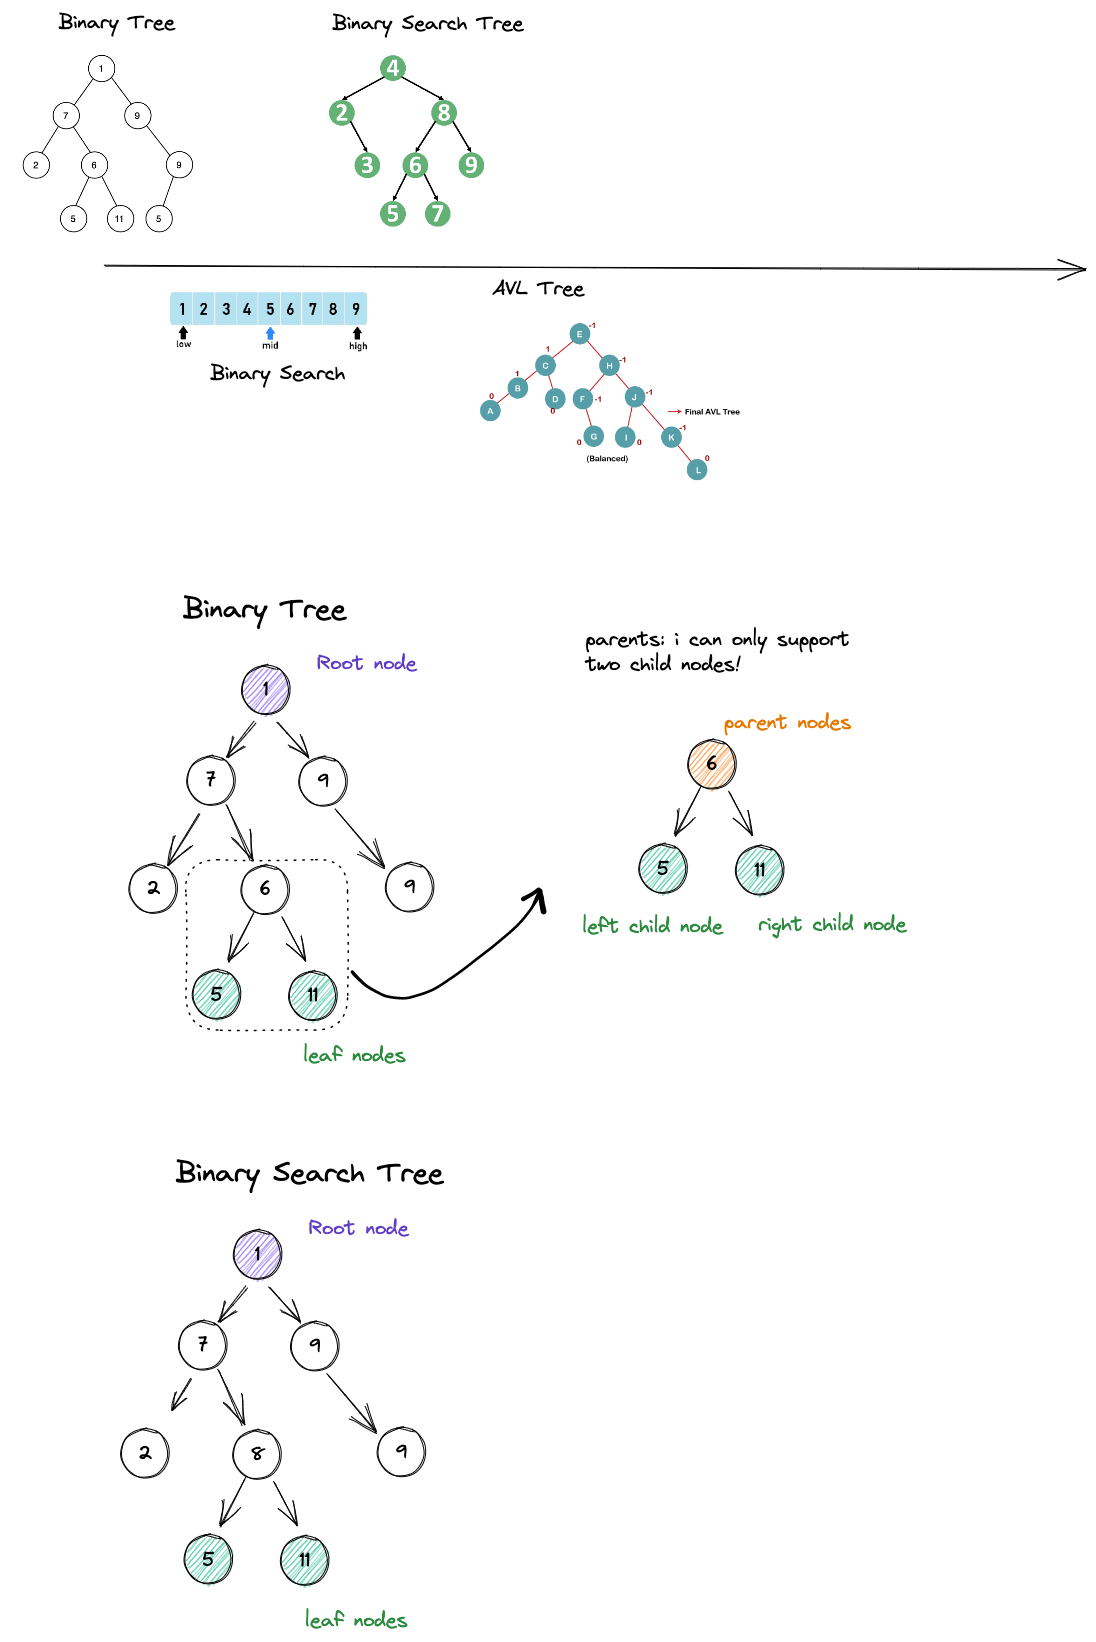 Binary Tree
Binary Search Tree
1
7
9
2
6
9
5
11
5
4
2
8
3
6
9
5
7
1 2 3 4 5 6 7 8 9
low
mid
high
Binary Search
AVL Tree
E
-1
1
C
H
-1
1
B
0
A
D
0
F
-1
J
-1
Final AVL Tree
0
G
I
0
K
-1
(Balanced)
L
0
Binary Tree
Root node
1
7
9
2
6
9
5
11
leaf nodes
parents: i can only support
two child nodes!
parent nodes
6
5
11
left child node
right child node
Binary Search Tree
Root node
1
7
9
2
8
9
5
11
leaf nodes